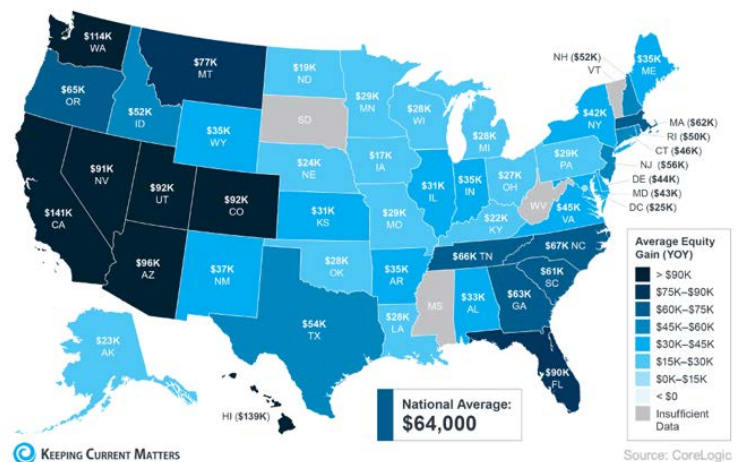 $114K
WA
$77K
MT
$19K
ND
$29K
MN
NH ($52K)
VT
$35K
ME
$65K
OR
$52K
ID
$35K
WY
SD
$28K
WI
$28K
MI
$42K
NY
MA ($62K)
RI ($50K)
CT ($46K)
NJ ($56K)
DE ($44K)
MD ($43K)
DC ($25K)
$91K
NV
$92K
UT
$92K
CO
$24K
NE
$17K
IA
$31K
IL
$35K
IN
$27K
OH
$29K
PA
WV
$45K
VA
$141K
CA
$96K
AZ
$37K
NM
$31K
KS
$29K
MO
$22K
KY
$28K
OK
$35K
AR
$66K TN
$67K NC
$61K
SC
$54K
TX
$28K
LA
MS
$33K
AL
$63K
GA
$90K
FL
$23K
AK
HI ($139K)
National Average:
$64,000
Average Equity
Gain (YOY)
> $90K
$75K–$90K
$60K–$75K
$45K–$60K
$30K–$45K
$15K–$30K
$0K–$15K
< $0
Insufficient
Data
KEEPING CURRENT MATTERS
Source: CoreLogic